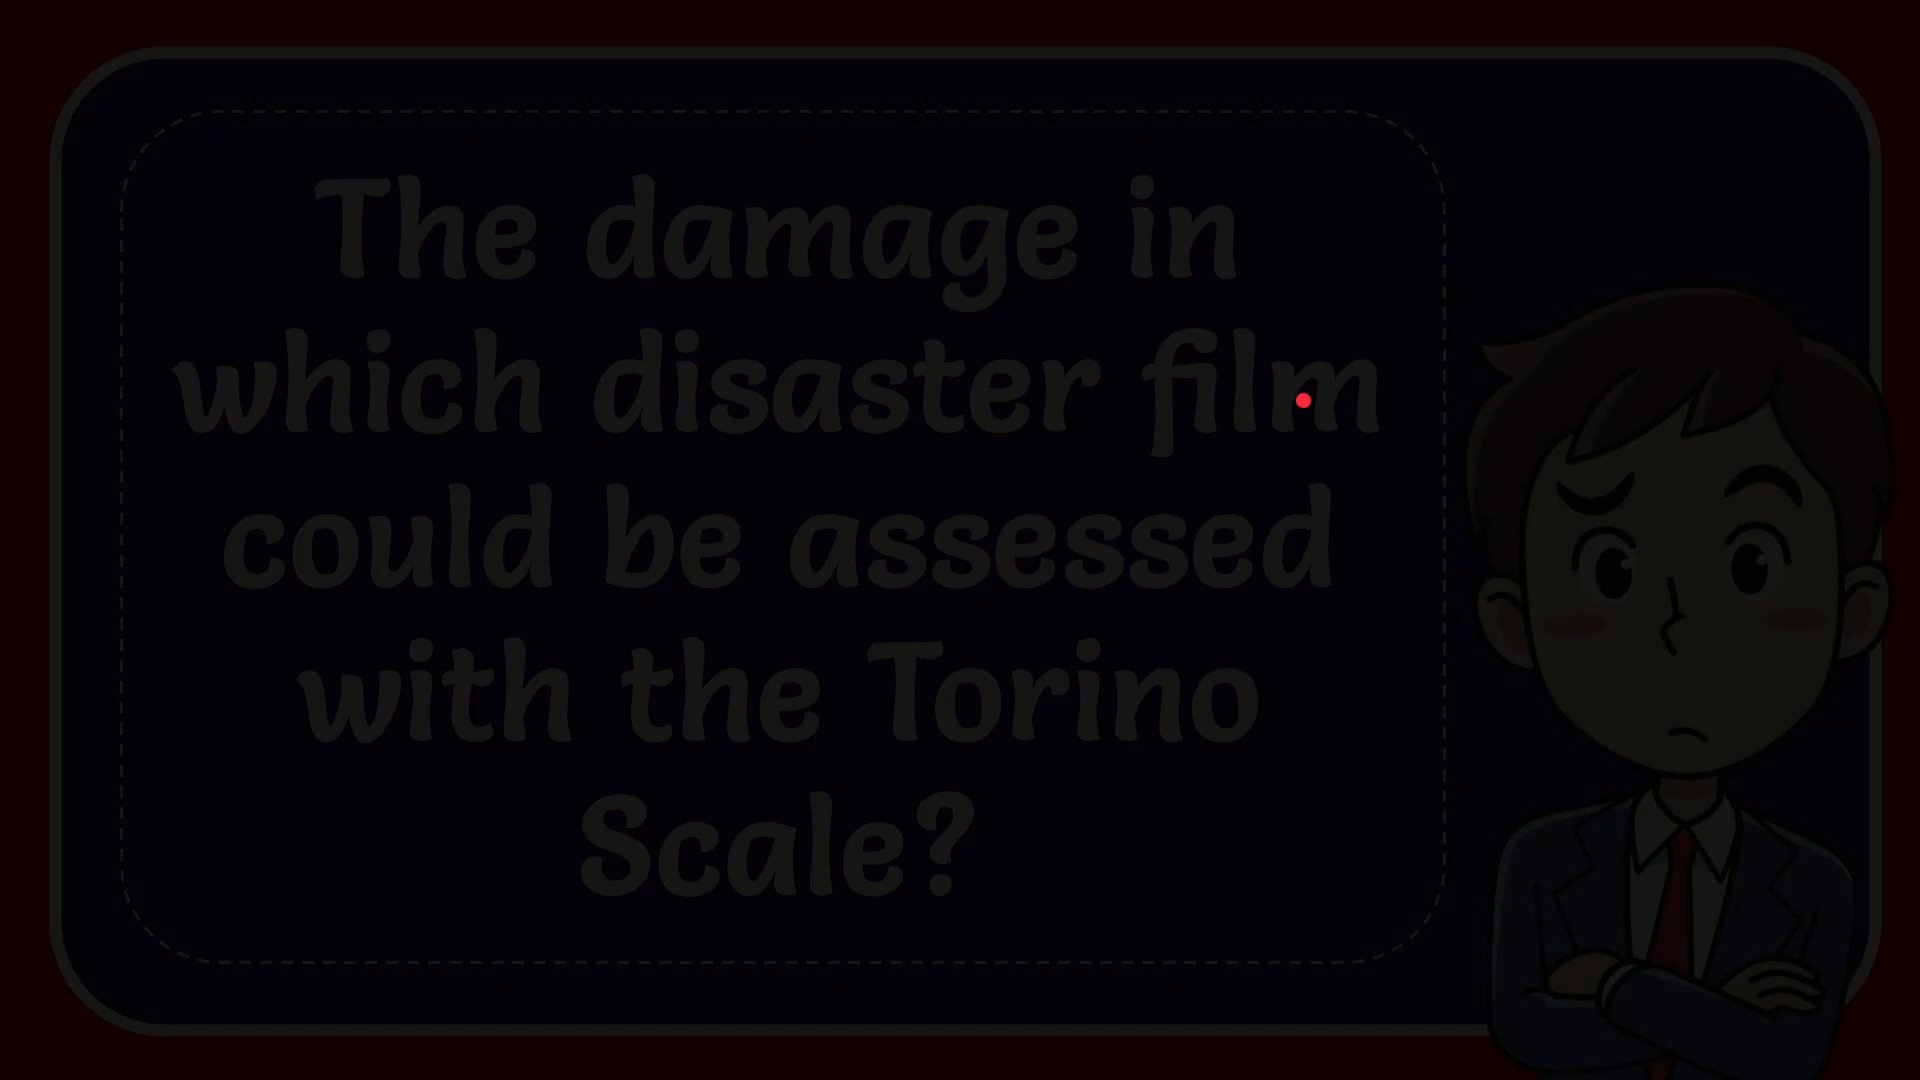 The damage in
which disaster film
could be assessed
with the Torino
Scale?